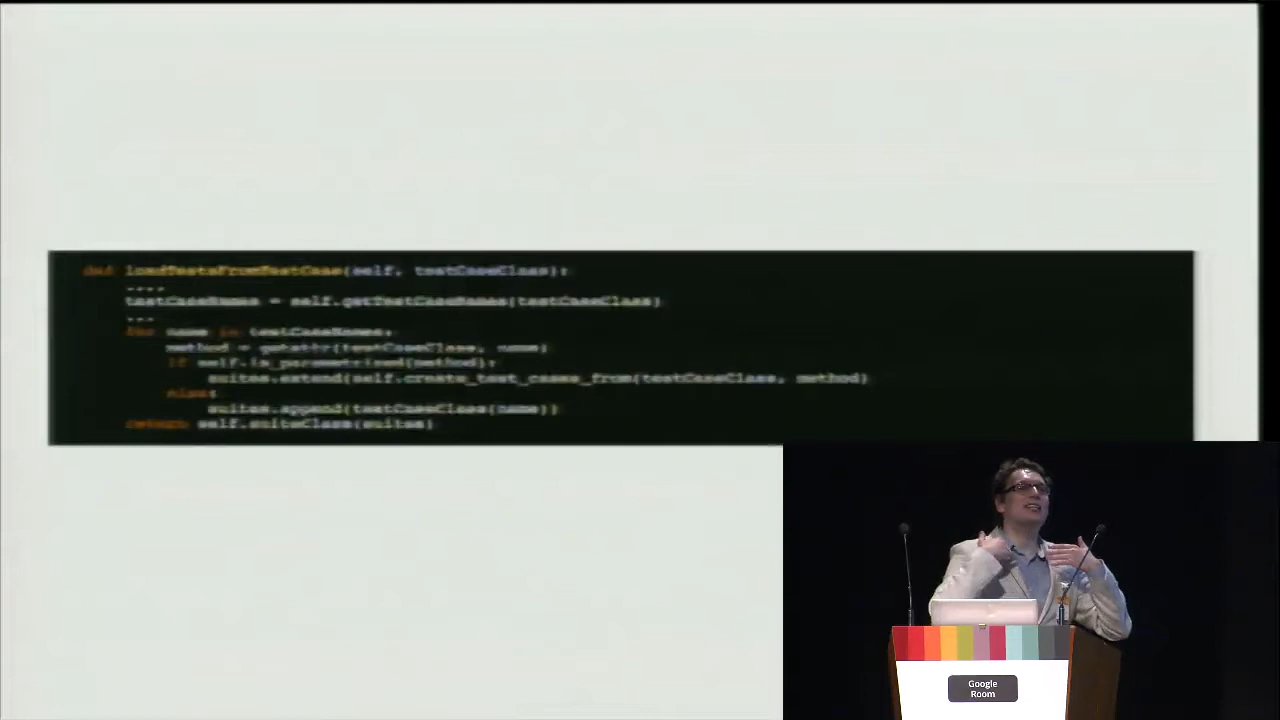 def loadTestsFromTestCase(self, testCaseClass):
....
testCaseNames = self.getTestCaseNames(testCaseClass)
...
for name in testCaseNames:
method = getattr(testCaseClass, name)
if self.is_parametrized(method):
suites.extend(self.create_test_cases_from(testCaseClass, method)
else:
suites.append(testCaseClass(name))
return self.suiteClass(suites)
Google
Room